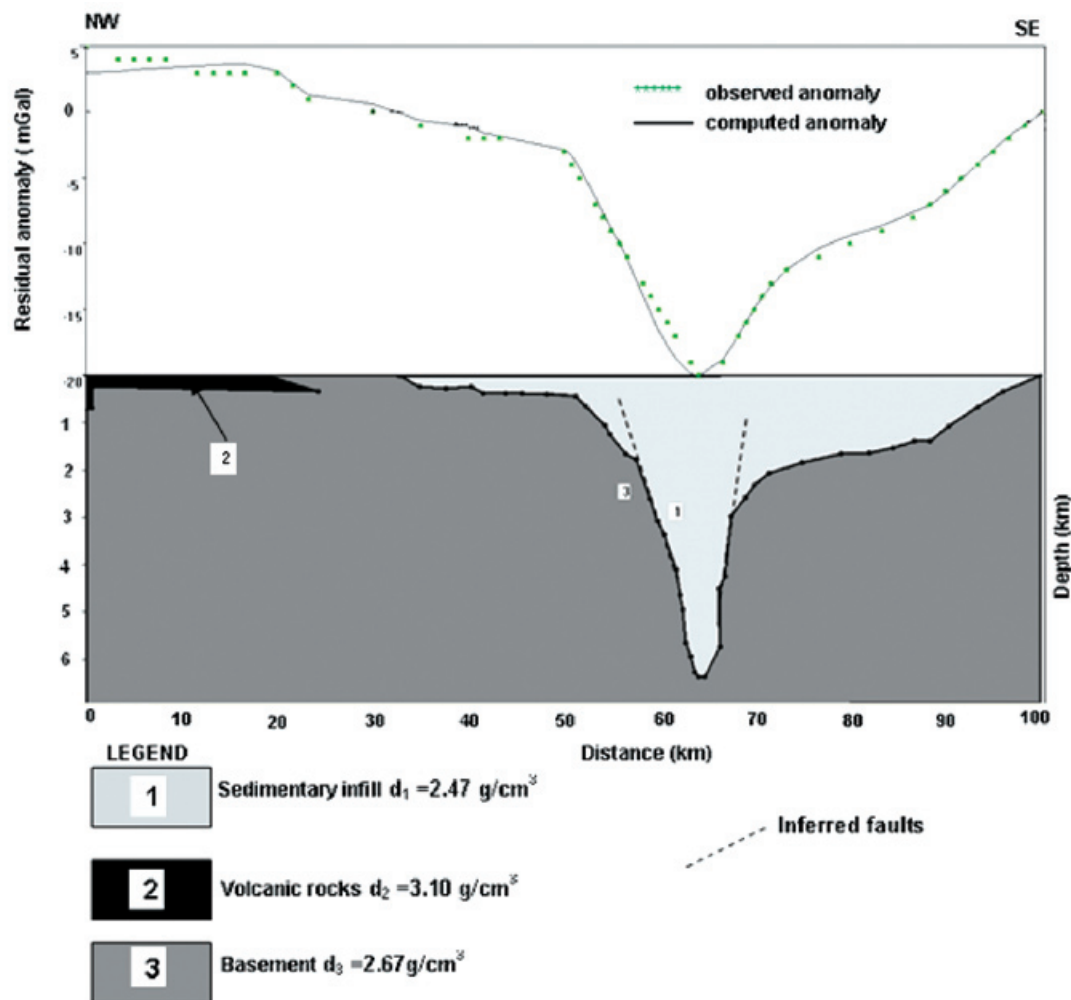 NW
SE
Residual anomaly ( mGal)
5
0
-5
-10
-15
-20
observed anomaly
computed anomaly
1
2
3
4
5
6
2
3
1
Depth (km)
0 10 20 30 40 50 60 70 80 90 100
Distance (km)
LEGEND
1 Sedimentary infill d₁ =2.47 g/cm³
Inferred faults
2 Volcanic rocks d₂ =3.10 g/cm³
3 Basement d₃ =2.67g/cm³